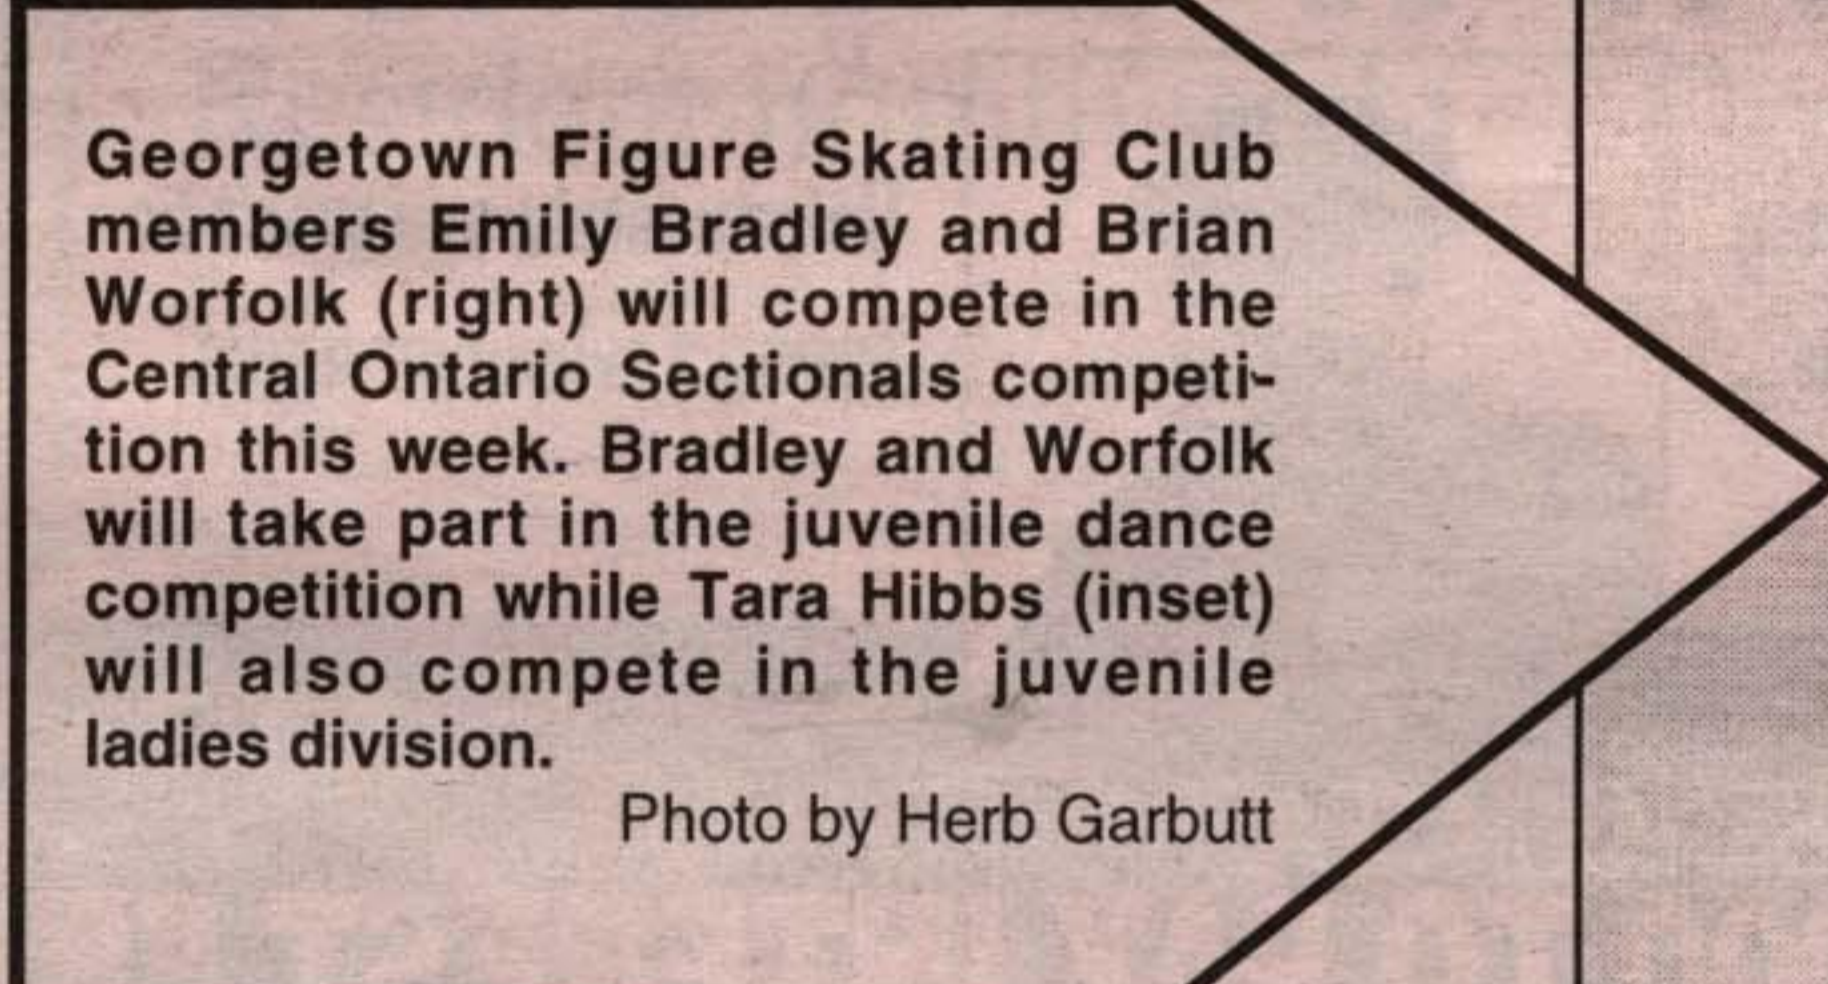 Georgetown Figure Skating Club
members Emily Bradley and Brian
Worfolk (right) will compete in the
Central Ontario Sectionals competi-
tion this week. Bradley and Worfolk
will take part in the juvenile dance
competition while Tara Hibbs (inset)
will also compete in the juvenile
ladies division.
Photo by Herb Garbutt